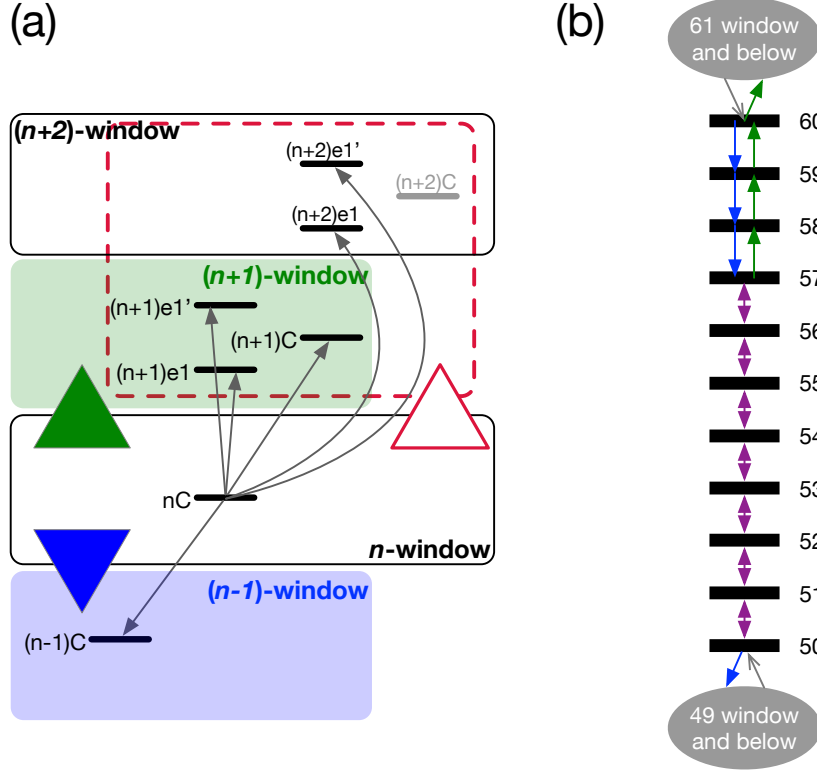 (a)
(n+2)-window
(n+2)e1’
(n+2)C
(n+2)e1
(n+1)-window
(n+1)e1’
(n+1)C
(n+1)e1
nC
n-window
(n-1)-window
(n-1)C
(b)
61 window
and below
60
59
58
57
56
55
54
53
52
51
50
49 window
and below